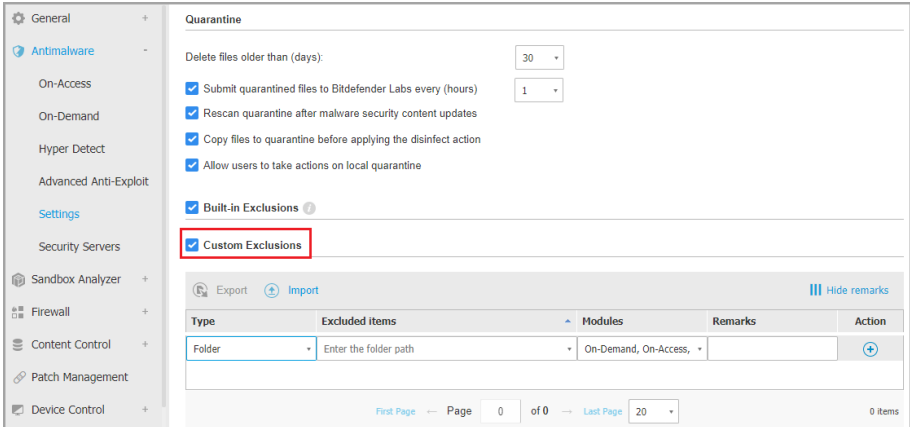 General +
Antimalware -
On-Access
On-Demand
Hyper Detect
Advanced Anti-Exploit
Settings
Security Servers
Sandbox Analyzer +
Firewall +
Content Control +
Patch Management
Device Control +
Quarantine
Delete files older than (days): 30
Submit quarantined files to Bitdefender Labs every (hours) 1
Rescan quarantine after malware security content updates
Copy files to quarantine before applying the disinfect action
Allow users to take actions on local quarantine
Built-in Exclusions i
Custom Exclusions
Export Import Hide remarks
Type Excluded items Modules Remarks Action
Folder Enter the folder path On-Demand, On-Access,
First Page ← Page 0 of 0 → Last Page 20 0 items